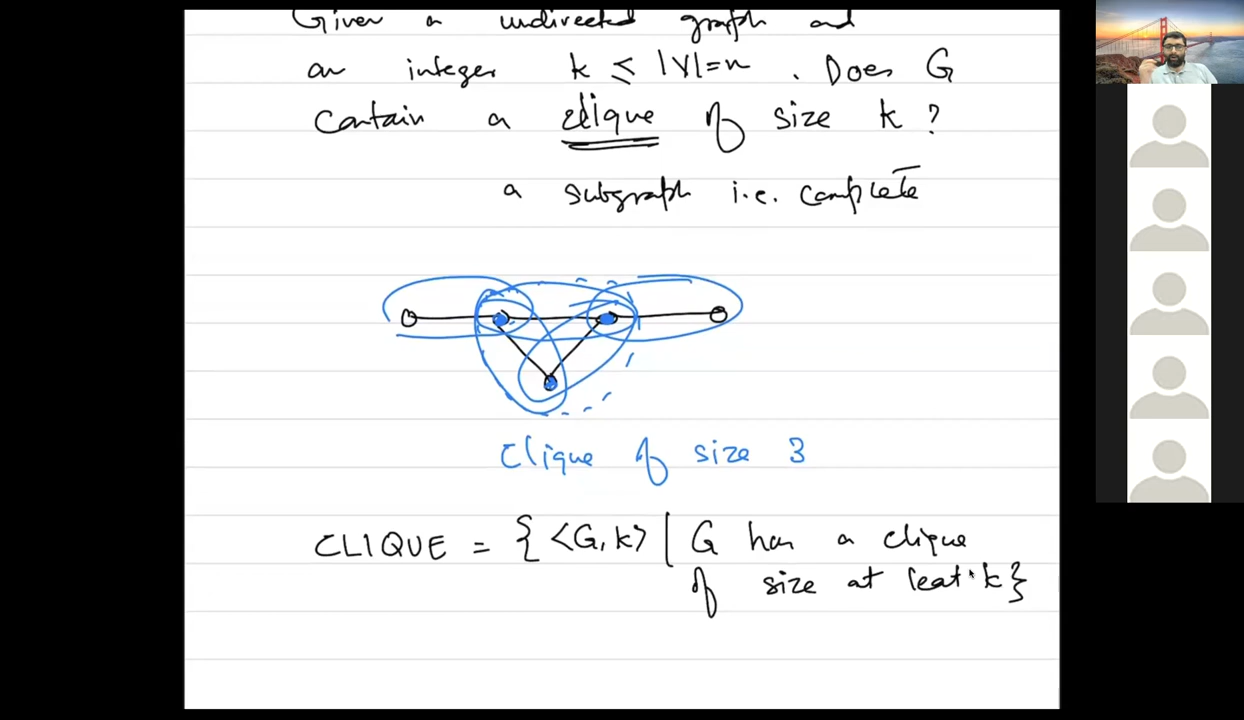 Given a undirected graph and
an integer k ≤ |V|=n . Does G
contain a clique of size k ?
a subgraph i.e. complete
Clique of size 3
CLIQUE = { <G, k> | G has a clique
of size at leat k }